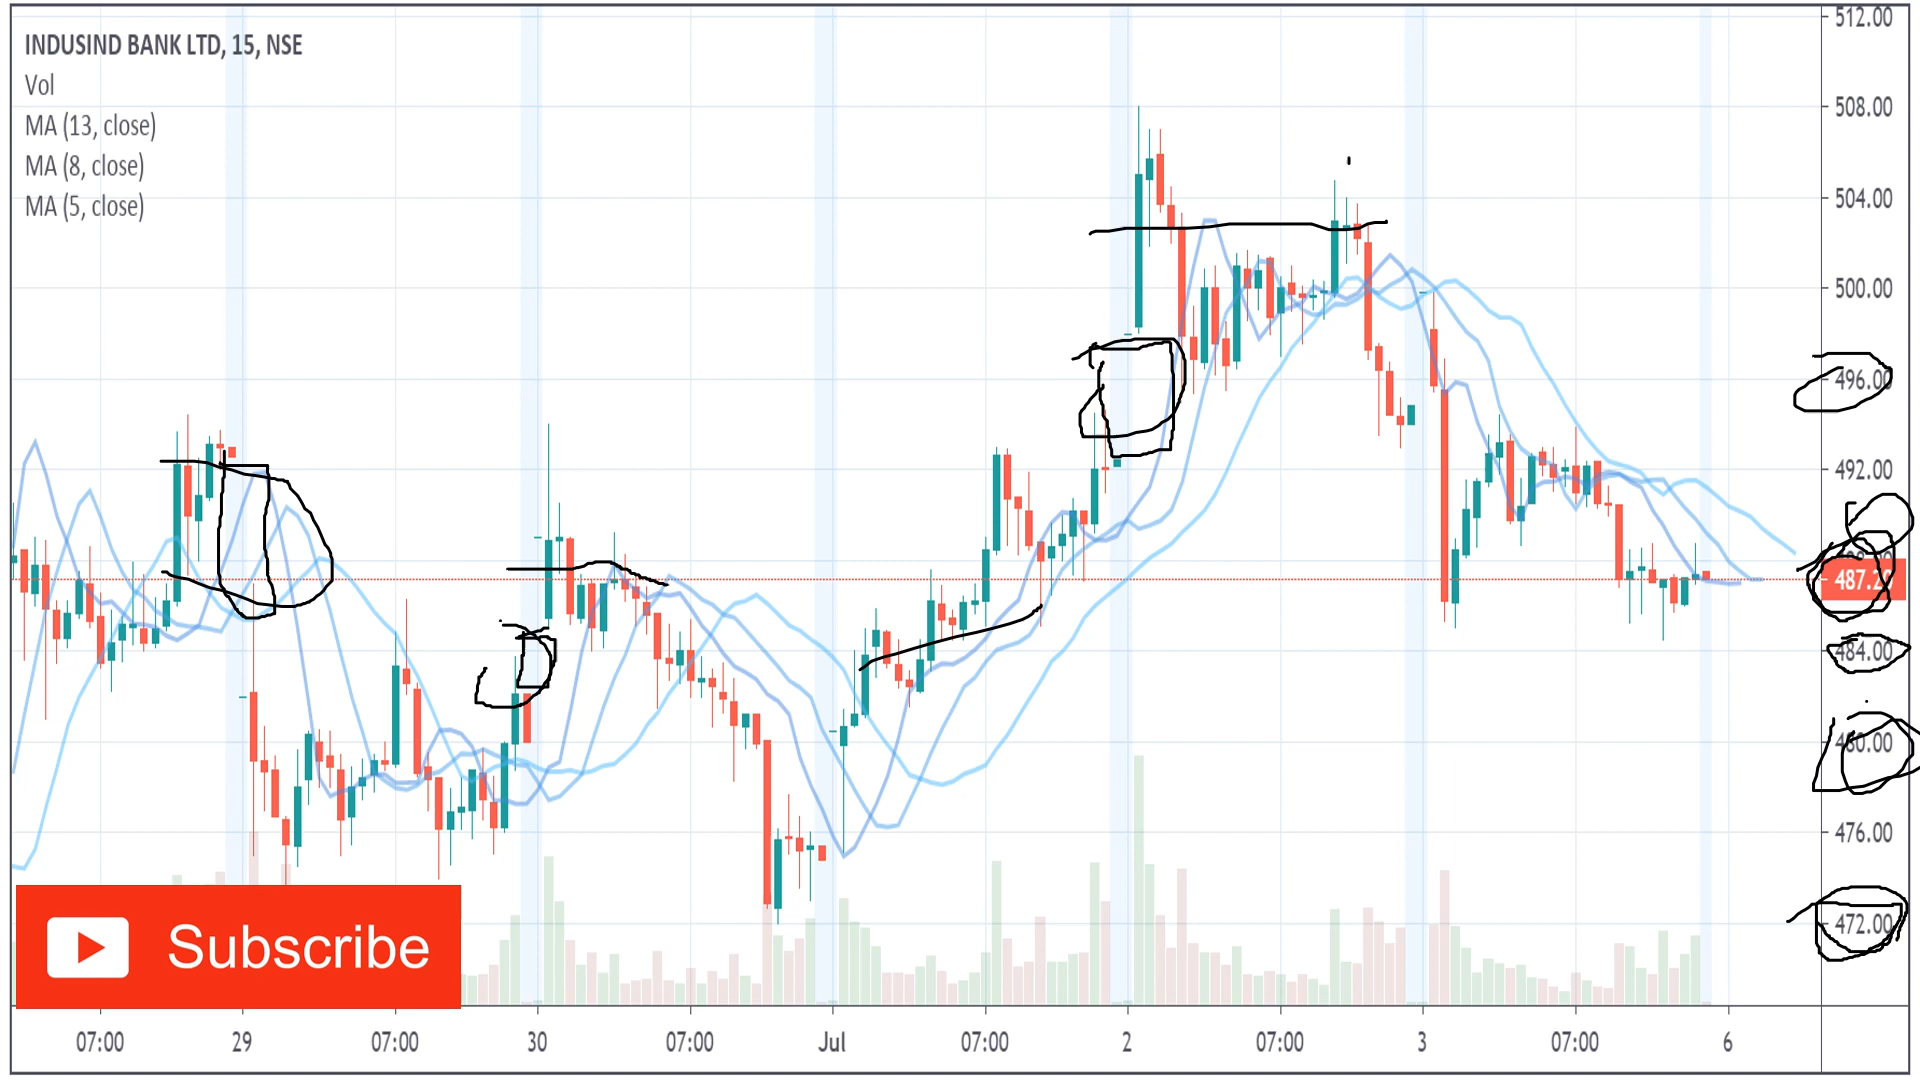 INDUSIND BANK LTD, 15, NSE
Vol
MA (13, close)
MA (8, close)
MA (5, close)
512.00
508.00
504.00
500.00
496.00
492.00
487.20
484.00
480.00
476.00
472.00
Subscribe
07:00 29 07:00 30 07:00 Jul 07:00 2 07:00 3 07:00 6